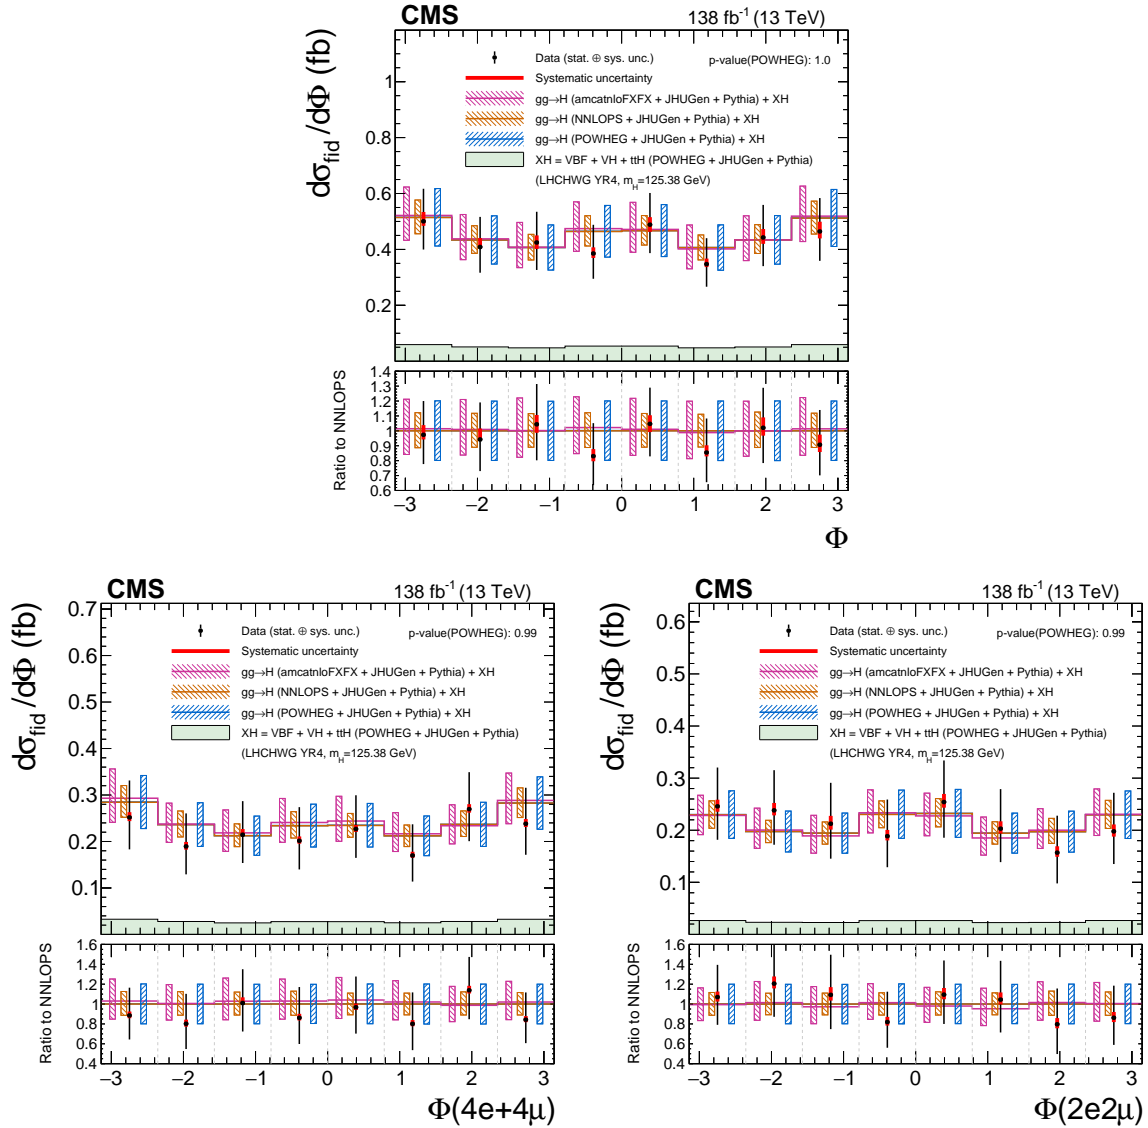 CMS 138 fb⁻¹ (13 TeV)
dσ_fid/dΦ (fb)
Data (stat. ⊕ sys. unc.) p-value(POWHEG): 1.0
Systematic uncertainty
gg→H (amcatnloFXFX + JHUGen + Pythia) + XH
gg→H (NNLOPS + JHUGen + Pythia) + XH
gg→H (POWHEG + JHUGen + Pythia) + XH
XH = VBF + VH + ttH (POWHEG + JHUGen + Pythia)
(LHCHWG YR4, m_H=125.38 GeV)
1
0.8
0.6
0.4
0.2
Ratio to NNLOPS
1.4
1.3
1.2
1.1
1
0.9
0.8
0.7
0.6
−3 −2 −1 0 1 2 3
Φ
CMS 138 fb⁻¹ (13 TeV)
dσ_fid/dΦ (fb)
Data (stat. ⊕ sys. unc.) p-value(POWHEG): 0.99
Systematic uncertainty
gg→H (amcatnloFXFX + JHUGen + Pythia) + XH
gg→H (NNLOPS + JHUGen + Pythia) + XH
gg→H (POWHEG + JHUGen + Pythia) + XH
XH = VBF + VH + ttH (POWHEG + JHUGen + Pythia)
(LHCHWG YR4, m_H=125.38 GeV)
0.7
0.6
0.5
0.4
0.3
0.2
0.1
Ratio to NNLOPS
1.6
1.4
1.2
1
0.8
0.6
0.4
−3 −2 −1 0 1 2 3
Φ(4e+4μ)
CMS 138 fb⁻¹ (13 TeV)
dσ_fid/dΦ (fb)
Data (stat. ⊕ sys. unc.) p-value(POWHEG): 0.99
Systematic uncertainty
gg→H (amcatnloFXFX + JHUGen + Pythia) + XH
gg→H (NNLOPS + JHUGen + Pythia) + XH
gg→H (POWHEG + JHUGen + Pythia) + XH
XH = VBF + VH + ttH (POWHEG + JHUGen + Pythia)
(LHCHWG YR4, m_H=125.38 GeV)
0.6
0.5
0.4
0.3
0.2
0.1
Ratio to NNLOPS
1.6
1.4
1.2
1
0.8
0.6
0.4
−3 −2 −1 0 1 2 3
Φ(2e2μ)